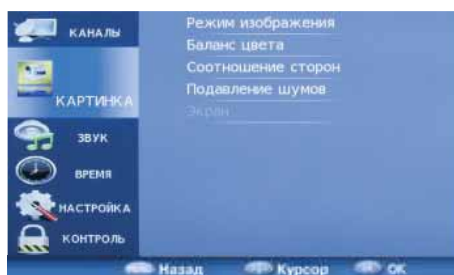 КАНАЛЫ
КАРТИНКА
ЗВУК
ВРЕМЯ
НАСТРОЙКА
КОНТРОЛЬ
Режим изображения
Баланс цвета
Соотношение сторон
Подавление шумов
Экран
Назад Курсор OK